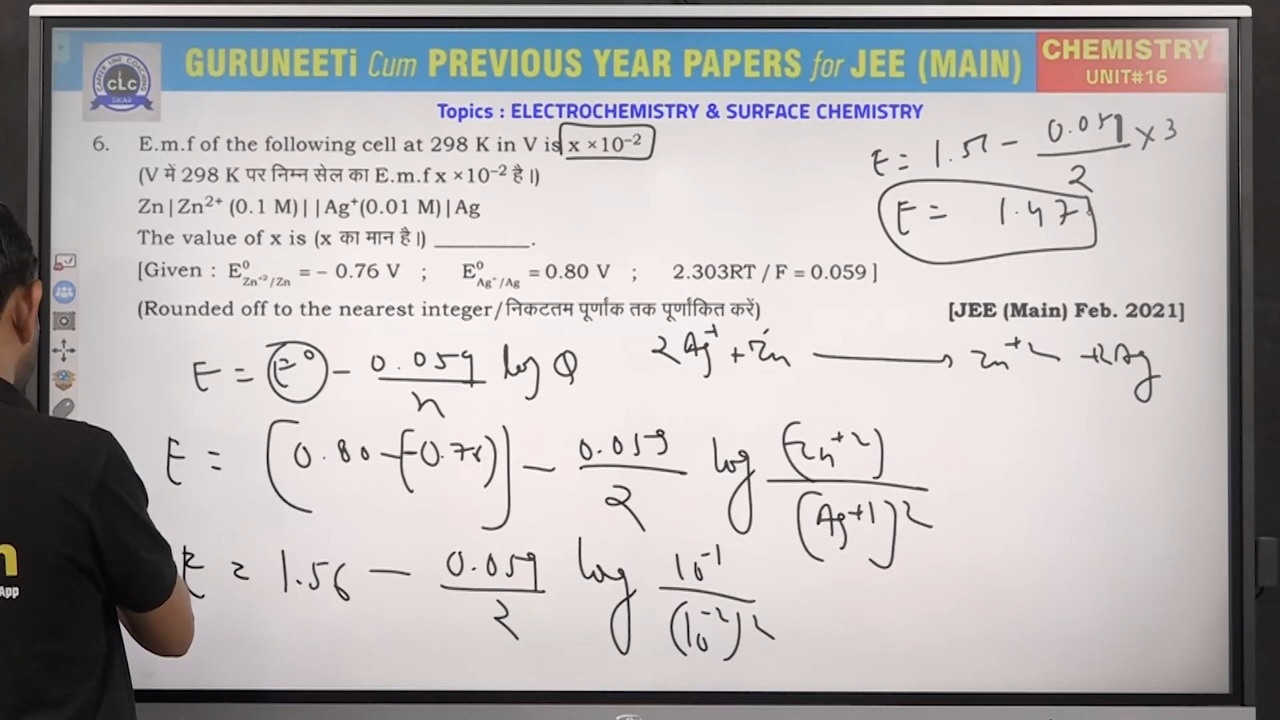 GURUNEETi Cum PREVIOUS YEAR PAPERS for JEE (MAIN)
CHEMISTRY
UNIT#16
CLC
SIKAR
Topics : ELECTROCHEMISTRY & SURFACE CHEMISTRY
6. E.m.f of the following cell at 298 K in V is x ×10⁻²
(V में 298 K पर निम्न सेल का E.m.f x ×10⁻² है।)
Zn|Zn²⁺ (0.1 M)||Ag⁺(0.01 M)|Ag
The value of x is (x का मान है।) __________.
[Given : E⁰Zn⁺²/Zn = – 0.76 V ; E⁰Ag⁺/Ag = 0.80 V ; 2.303RT / F = 0.059 ]
(Rounded off to the nearest integer/निकटतम पूर्णांक तक पूर्णांकित करें)
[JEE (Main) Feb. 2021]
E = 1.56 – 0.059/2 × 3
E = 1.47
E = E⁰ – 0.059/n log Q
2Ag⁺ + Zn → Zn⁺² + 2Ag
E = [0.80 – (–0.76)] – 0.059/2 log (Zn⁺²)/(Ag⁺¹)²
E = 1.56 – 0.059/2 log 10⁻¹/(10⁻²)²
App